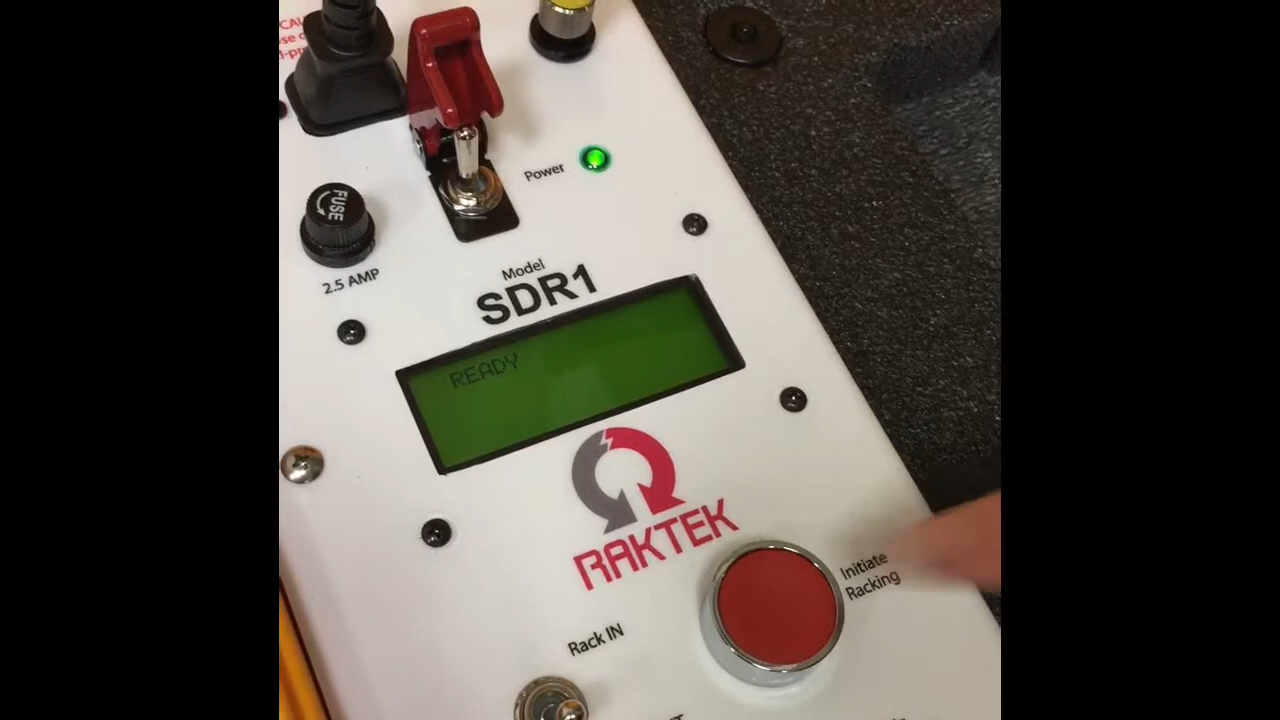 Power
FUSE
2.5 AMP
Model
SDR1
READY
RAKTEK
Initiate
Racking
Rack IN